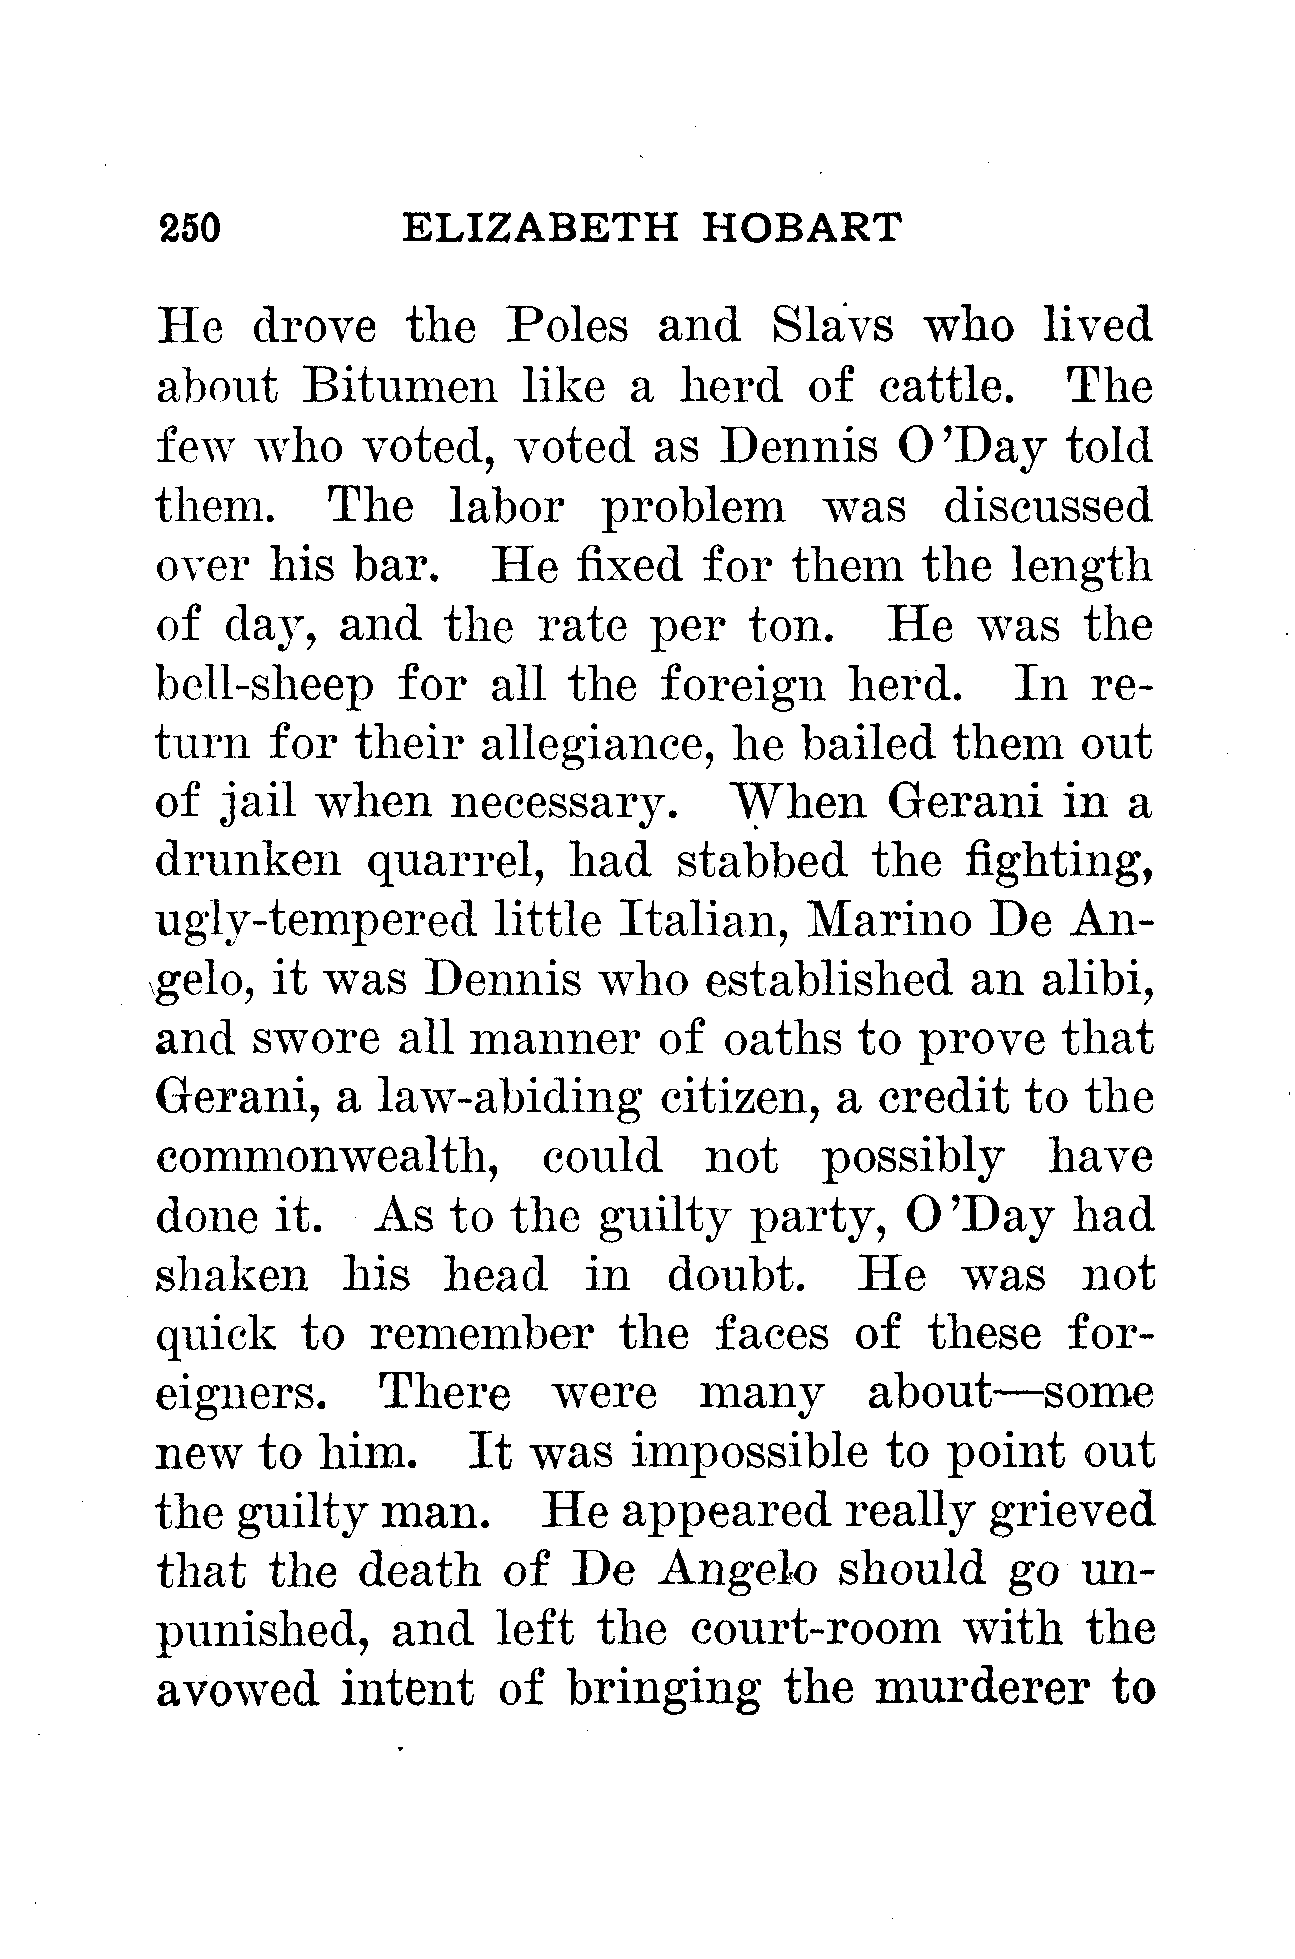 250 ELIZABETH HOBART
He drove the Poles and Slavs who lived
about Bitumen like a herd of cattle. The
few who voted, voted as Dennis O'Day told
them. The labor problem was discussed
over his bar. He fixed for them the length
of day, and the rate per ton. He was the
bell-sheep for all the foreign herd. In re-
turn for their allegiance, he bailed them out
of jail when necessary. When Gerani in a
drunken quarrel, had stabbed the fighting,
ugly-tempered little Italian, Marino De An-
gelo, it was Dennis who established an alibi,
and swore all manner of oaths to prove that
Gerani, a law-abiding citizen, a credit to the
commonwealth, could not possibly have
done it. As to the guilty party, O'Day had
shaken his head in doubt. He was not
quick to remember the faces of these for-
eigners. There were many about—some
new to him. It was impossible to point out
the guilty man. He appeared really grieved
that the death of De Angelo should go un-
punished, and left the court-room with the
avowed intent of bringing the murderer to